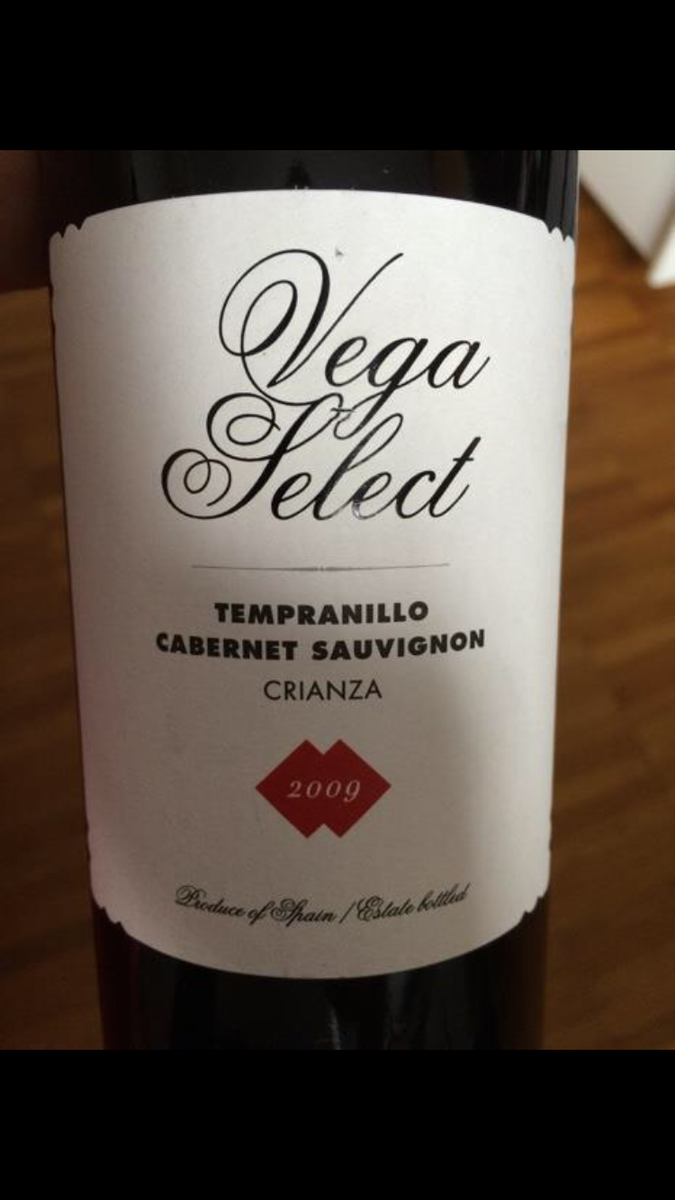 Vega
Select
TEMPRANILLO
CABERNET SAUVIGNON
CRIANZA
2009
Produce of Spain / Estate bottled